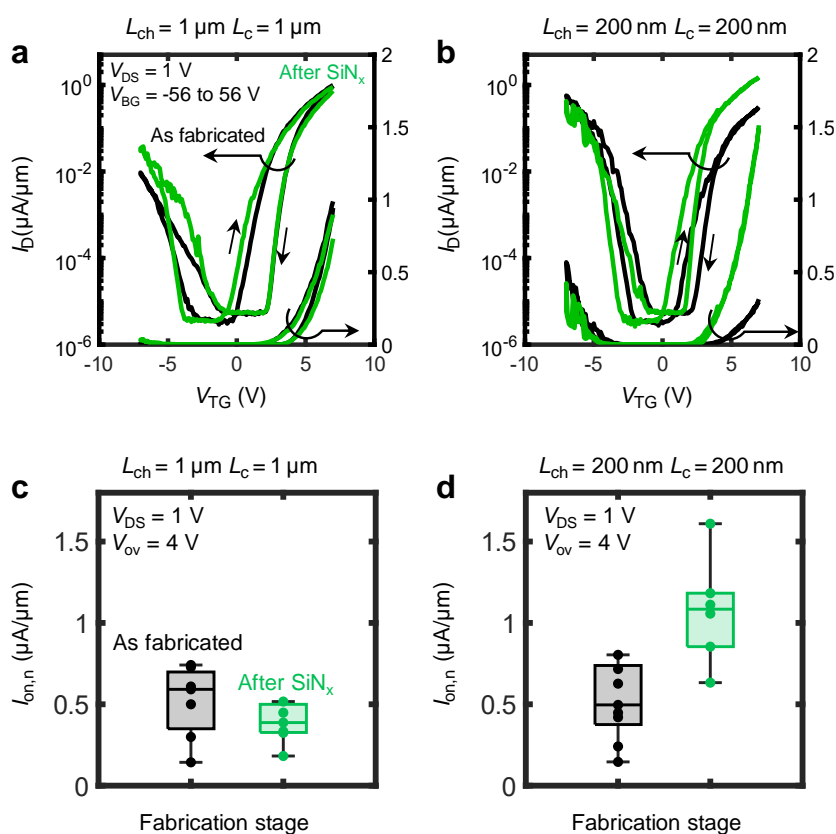 a
L_ch = 1 µm L_c = 1 µm
V_DS = 1 V
V_BG = -56 to 56 V
After SiN_x
As fabricated
I_D (µA/µm)
10^0
10^-2
10^-4
10^-6
2
1.5
1
0.5
0
-10 -5 0 5 10
V_TG (V)
b
L_ch = 200 nm L_c = 200 nm
I_D (µA/µm)
10^0
10^-2
10^-4
10^-6
2
1.5
1
0.5
0
-10 -5 0 5 10
V_TG (V)
c
L_ch = 1 µm L_c = 1 µm
V_DS = 1 V
V_ov = 4 V
As fabricated
After SiN_x
I_on,n (µA/µm)
1.5
1
0.5
0
Fabrication stage
d
L_ch = 200 nm L_c = 200 nm
V_DS = 1 V
V_ov = 4 V
I_on,n (µA/µm)
1.5
1
0.5
0
Fabrication stage